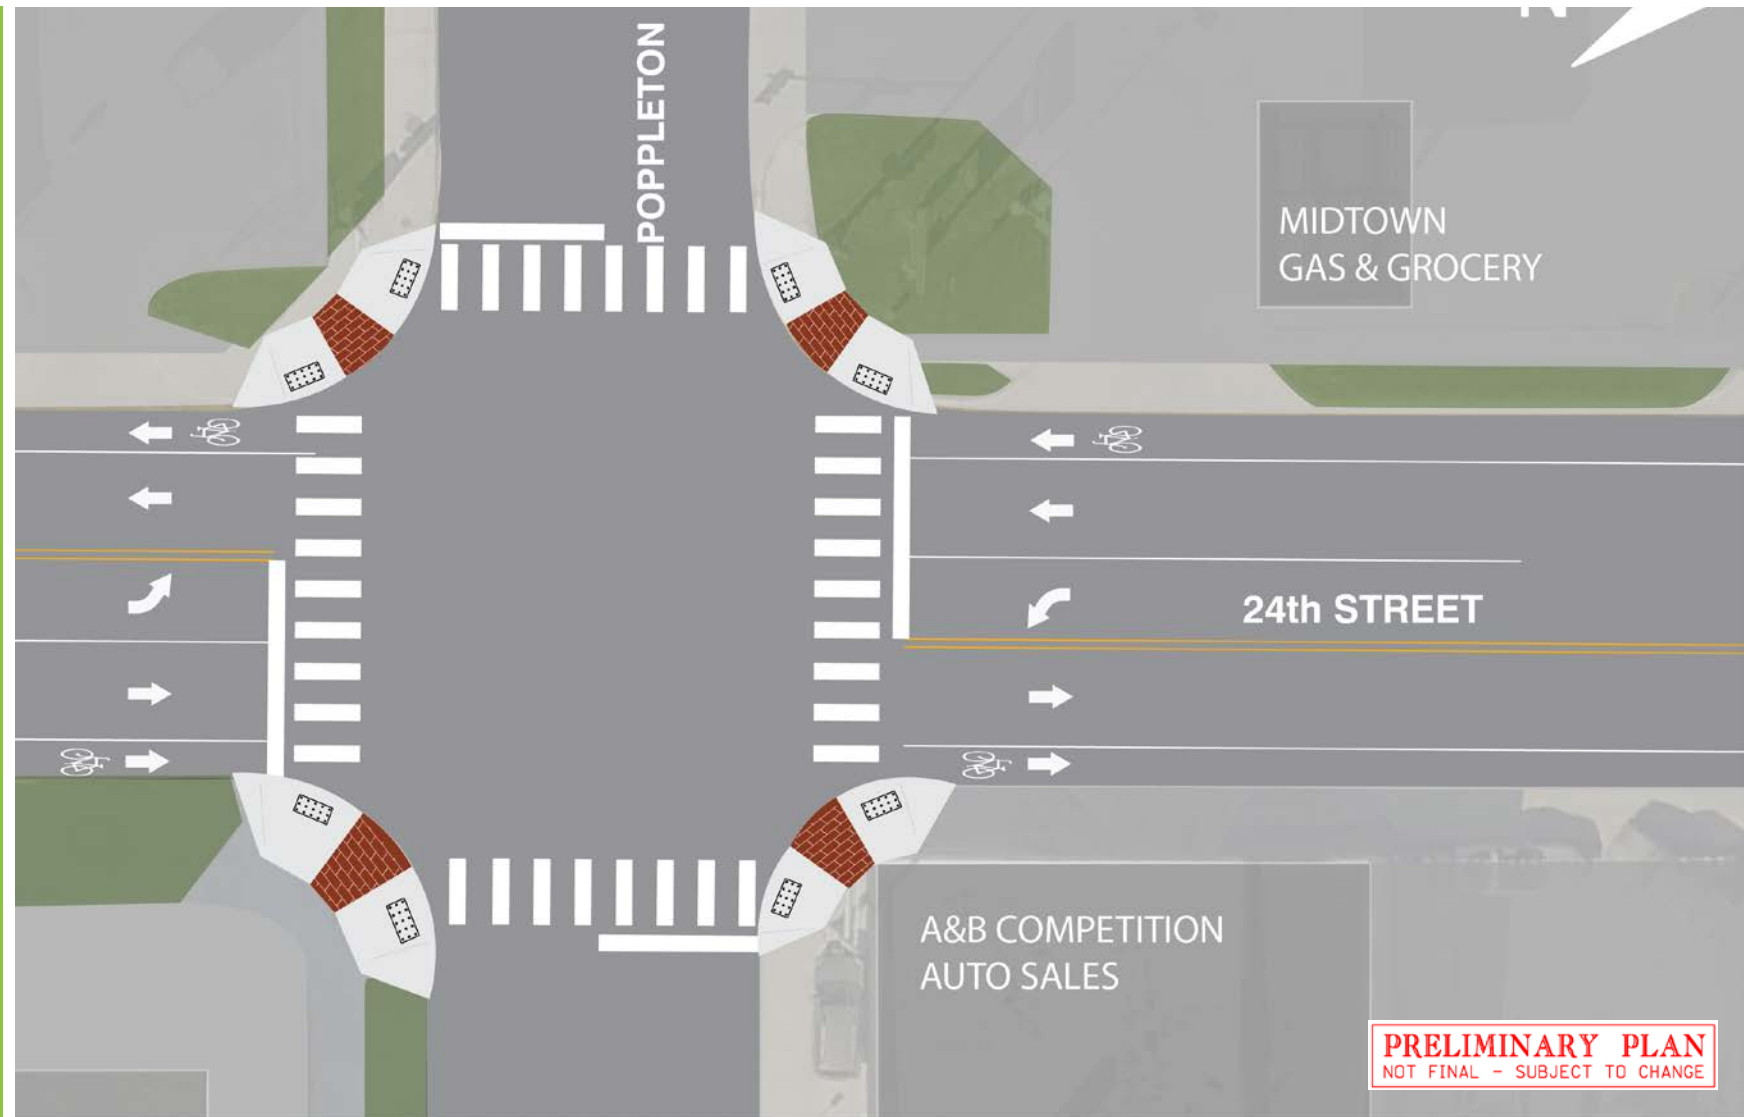 N
POPPLETON
MIDTOWN
GAS & GROCERY
24th STREET
A&B COMPETITION
AUTO SALES
PRELIMINARY PLAN
NOT FINAL - SUBJECT TO CHANGE